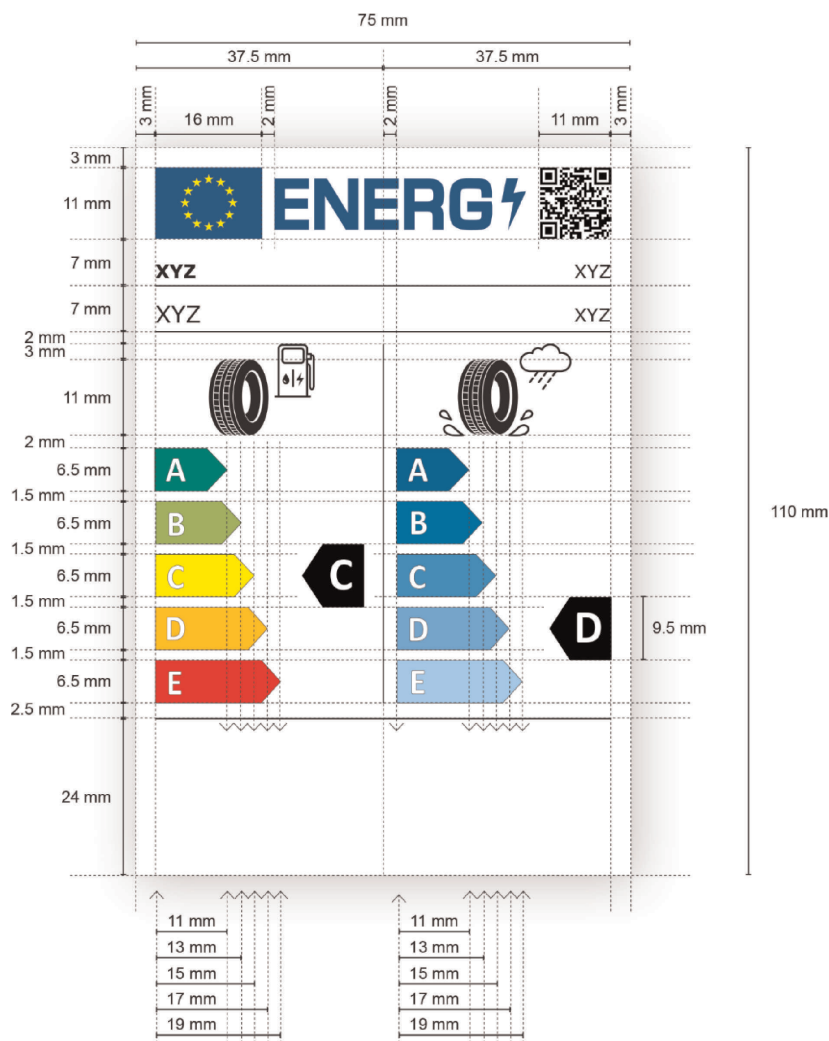 75 mm
37.5 mm 37.5 mm
3 mm 16 mm 2 mm 2 mm 11 mm 3 mm
3 mm
11 mm ENERG
7 mm XYZ XYZ
7 mm XYZ XYZ
2 mm
3 mm
11 mm
2 mm
6.5 mm A A
1.5 mm
6.5 mm B B
110 mm
1.5 mm
6.5 mm C C C
1.5 mm
6.5 mm D D D 9.5 mm
1.5 mm
6.5 mm E E
2.5 mm
24 mm
11 mm 11 mm
13 mm 13 mm
15 mm 15 mm
17 mm 17 mm
19 mm 19 mm